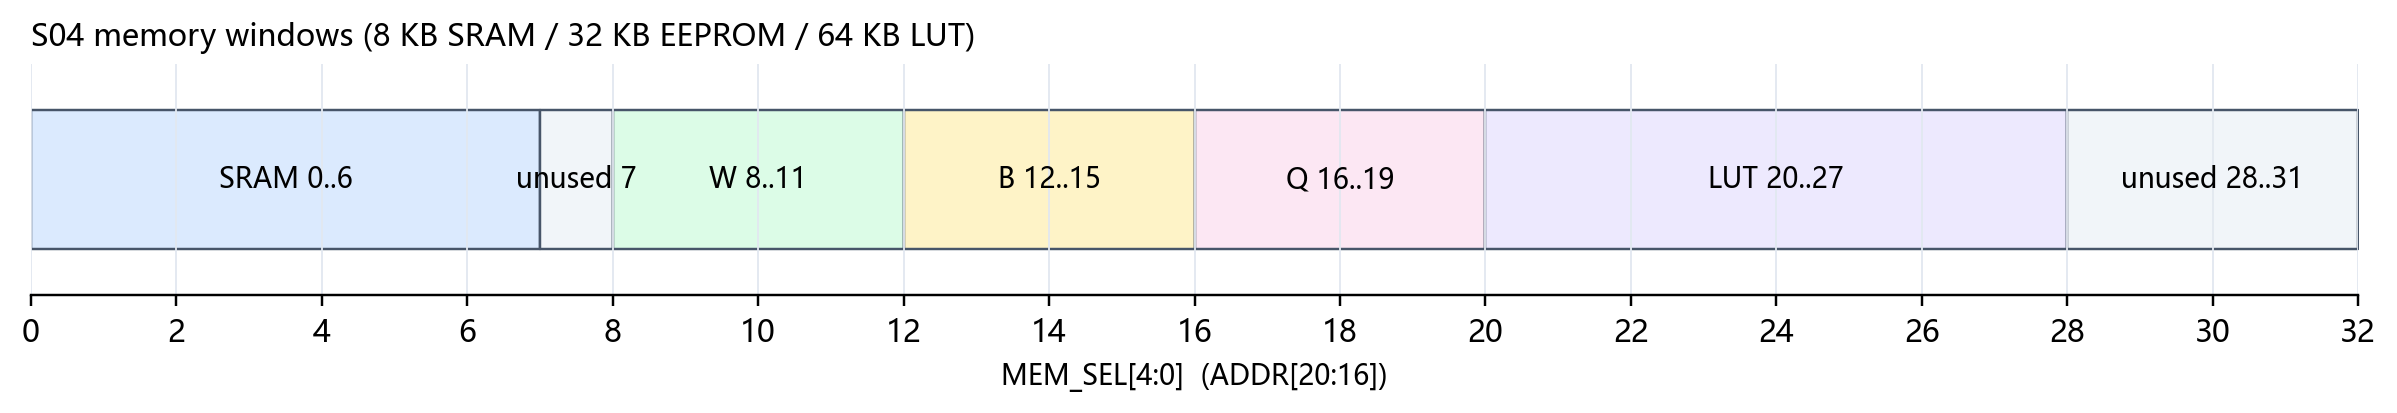 S04 memory windows (8 KB SRAM / 32 KB EEPROM / 64 KB LUT)
SRAM 0..6 unused 7 W 8..11 B 12..15 Q 16..19 LUT 20..27 unused 28..31
0 2 4 6 8 10 12 14 16 18 20 22 24 26 28 30 32
MEM_SEL[4:0] (ADDR[20:16])